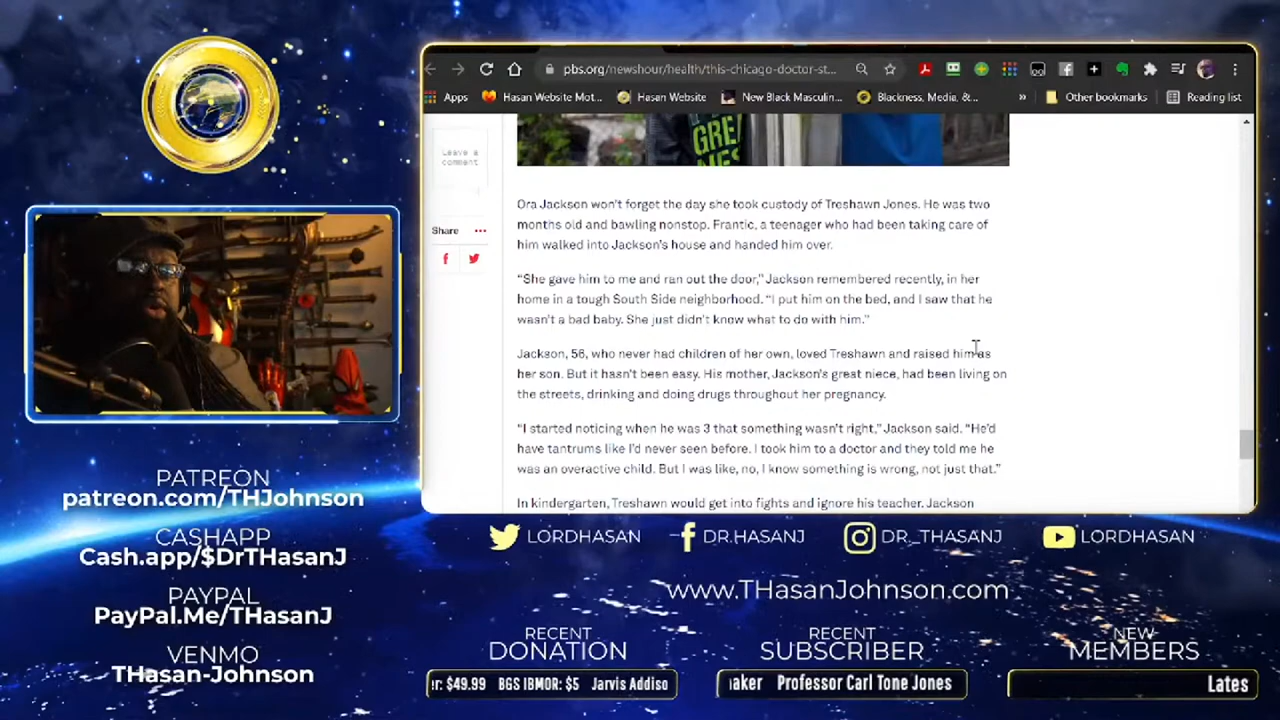 pbs.org/newshour/health/this-chicago-doctor-st...
Apps Hasan Website Mot... Hasan Website New Black Masculin... Blackness, Media, &... » Other bookmarks Reading list
GRE
Leave a
comment
Share
Ora Jackson won't forget the day she took custody of Treshawn Jones. He was two
months old and bawling nonstop. Frantic, a teenager who had been taking care of
him walked into Jackson's house and handed him over.
“She gave him to me and ran out the door,” Jackson remembered recently, in her
home in a tough South Side neighborhood. “I put him on the bed, and I saw that he
wasn't a bad baby. She just didn't know what to do with him.”
Jackson, 56, who never had children of her own, loved Treshawn and raised him as
her son. But it hasn't been easy. His mother, Jackson's great niece, had been living on
the streets, drinking and doing drugs throughout her pregnancy.
“I started noticing when he was 3 that something wasn't right,” Jackson said. “He'd
have tantrums like I'd never seen before. I took him to a doctor and they told me he
was an overactive child. But I was like, no, I know something is wrong, not just that.”
In kindergarten, Treshawn would get into fights and ignore his teacher. Jackson
PATREON
patreon.com/THJohnson
CASHAPP
Cash.app/$DrTHasanJ
PAYPAL
PayPal.Me/THasanJ
VENMO
THasan-Johnson
LORDHASAN DR.HASANJ DR._THASANJ LORDHASAN
www.THasanJohnson.com
RECENT
DONATION
r: $49.99 BGS IBMOR: $5 Jarvis Addiso
RECENT
SUBSCRIBER
aker Professor Carl Tone Jones
NEW
MEMBERS
Lates